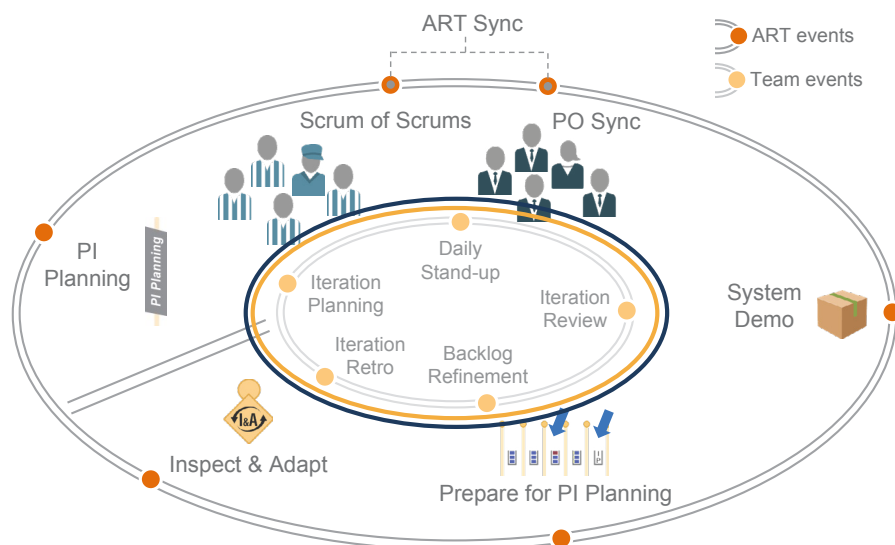 ART Sync
ART events
Team events
Scrum of Scrums
PO Sync
PI
Planning
PI Planning
Daily
Stand-up
Iteration
Planning
Iteration
Review
System
Demo
Iteration
Retro
Backlog
Refinement
I&A
Inspect & Adapt
Prepare for PI Planning